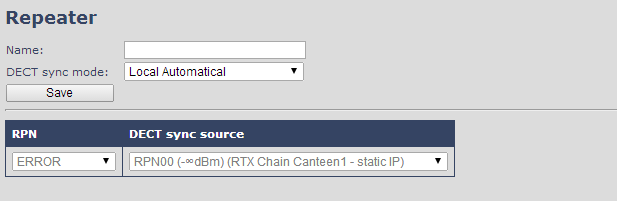 Repeater
Name:
DECT sync mode: Local Automatical
Save
RPN DECT sync source
ERROR RPN00 (-∞dBm) (RTX Chain Canteen1 - static IP)